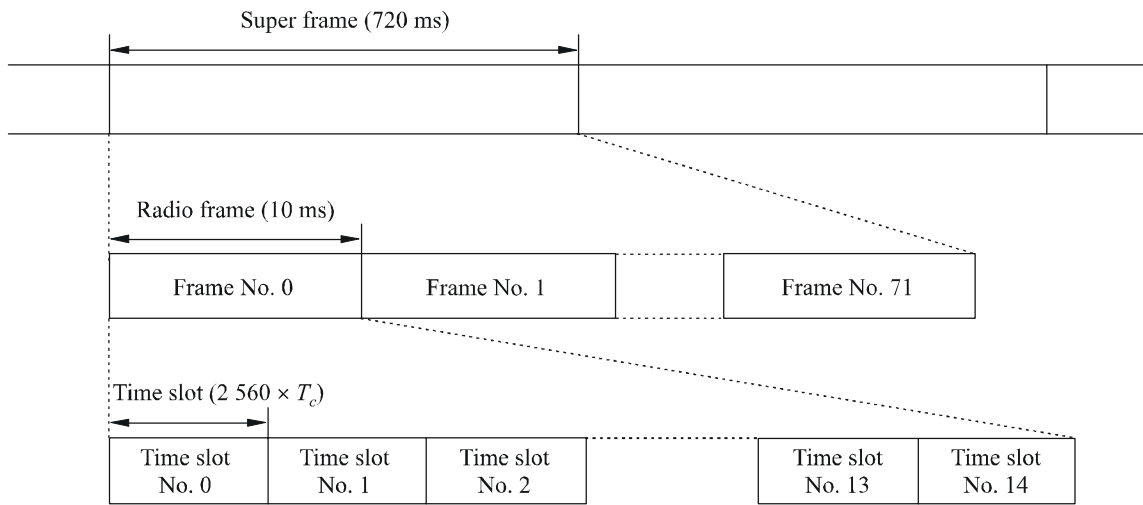 Super frame (720 ms)
Radio frame (10 ms)
Frame No. 0
Frame No. 1
Frame No. 71
Time slot (2 560 × Tc)
Time slot
No. 0
Time slot
No. 1
Time slot
No. 2
Time slot
No. 13
Time slot
No. 14